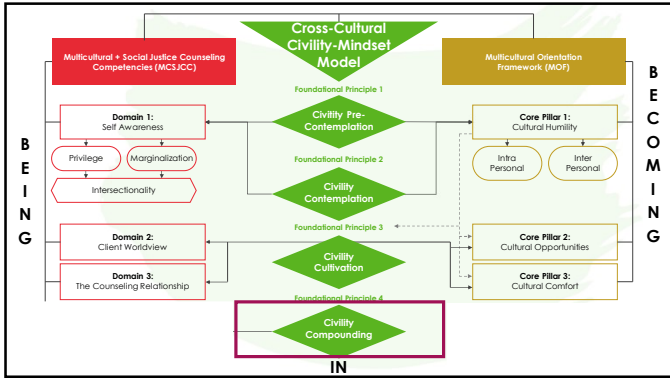 Cross-Cultural
Civility-Mindset
Model
Multicultural + Social Justice Counseling
Competencies (MCSJCC)
Multicultural Orientation
Framework (MOF)
BEING
BECOMING
Foundational Principle 1
Domain 1:
Self Awareness
Civility Pre-
Contemplation
Core Pillar 1:
Cultural Humility
Privilege
Marginalization
Intersectionality
Intra
Personal
Inter
Personal
Foundational Principle 2
Civility
Contemplation
Foundational Principle 3
Domain 2:
Client Worldview
Domain 3:
The Counseling Relationship
Civility
Cultivation
Core Pillar 2:
Cultural Opportunities
Core Pillar 3:
Cultural Comfort
Foundational Principle 4
Civility
Compounding
IN